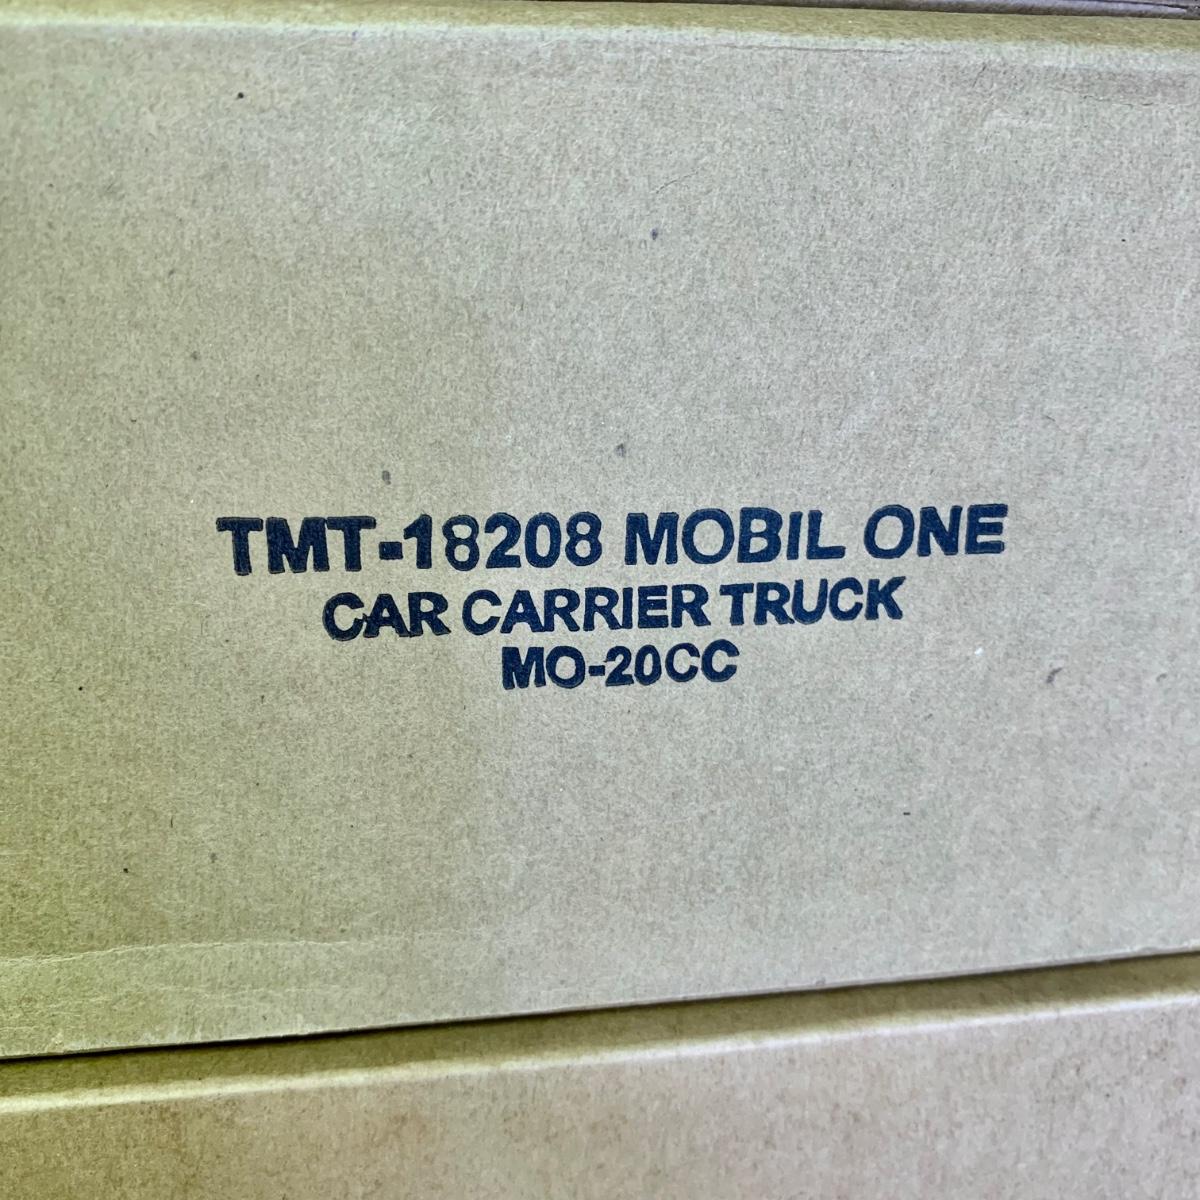 TMT-18208 MOBIL ONE
CAR CARRIER TRUCK
MO-20CC